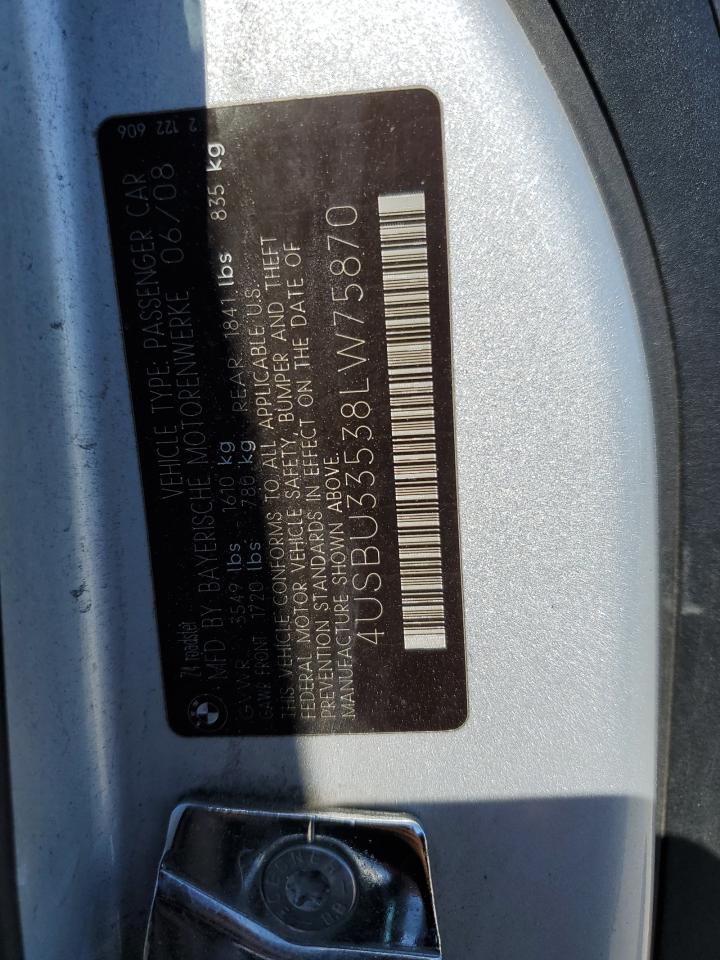 Z4 roadster VEHICLE TYPE: PASSENGER CAR 2 122 606
MFD BY BAYERISCHE MOTORENWERKE 06/08
GVWR 3549 lbs 1610 kg
GAWR FRONT 1720 lbs 780 kg REAR 1841 lbs 835 kg
THIS VEHICLE CONFORMS TO ALL APPLICABLE U.S.
FEDERAL MOTOR VEHICLE SAFETY, BUMPER AND THEFT
PREVENTION STANDARDS IN EFFECT ON THE DATE OF
MANUFACTURE SHOWN ABOVE.
4USBU33538LW75870